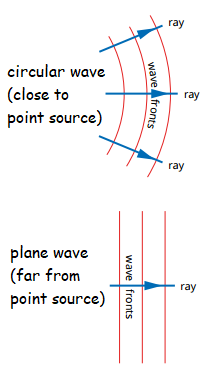 ray
circular wave
(close to
point source)
wave fronts
ray
ray
plane wave
(far from
point source)
wave fronts
ray